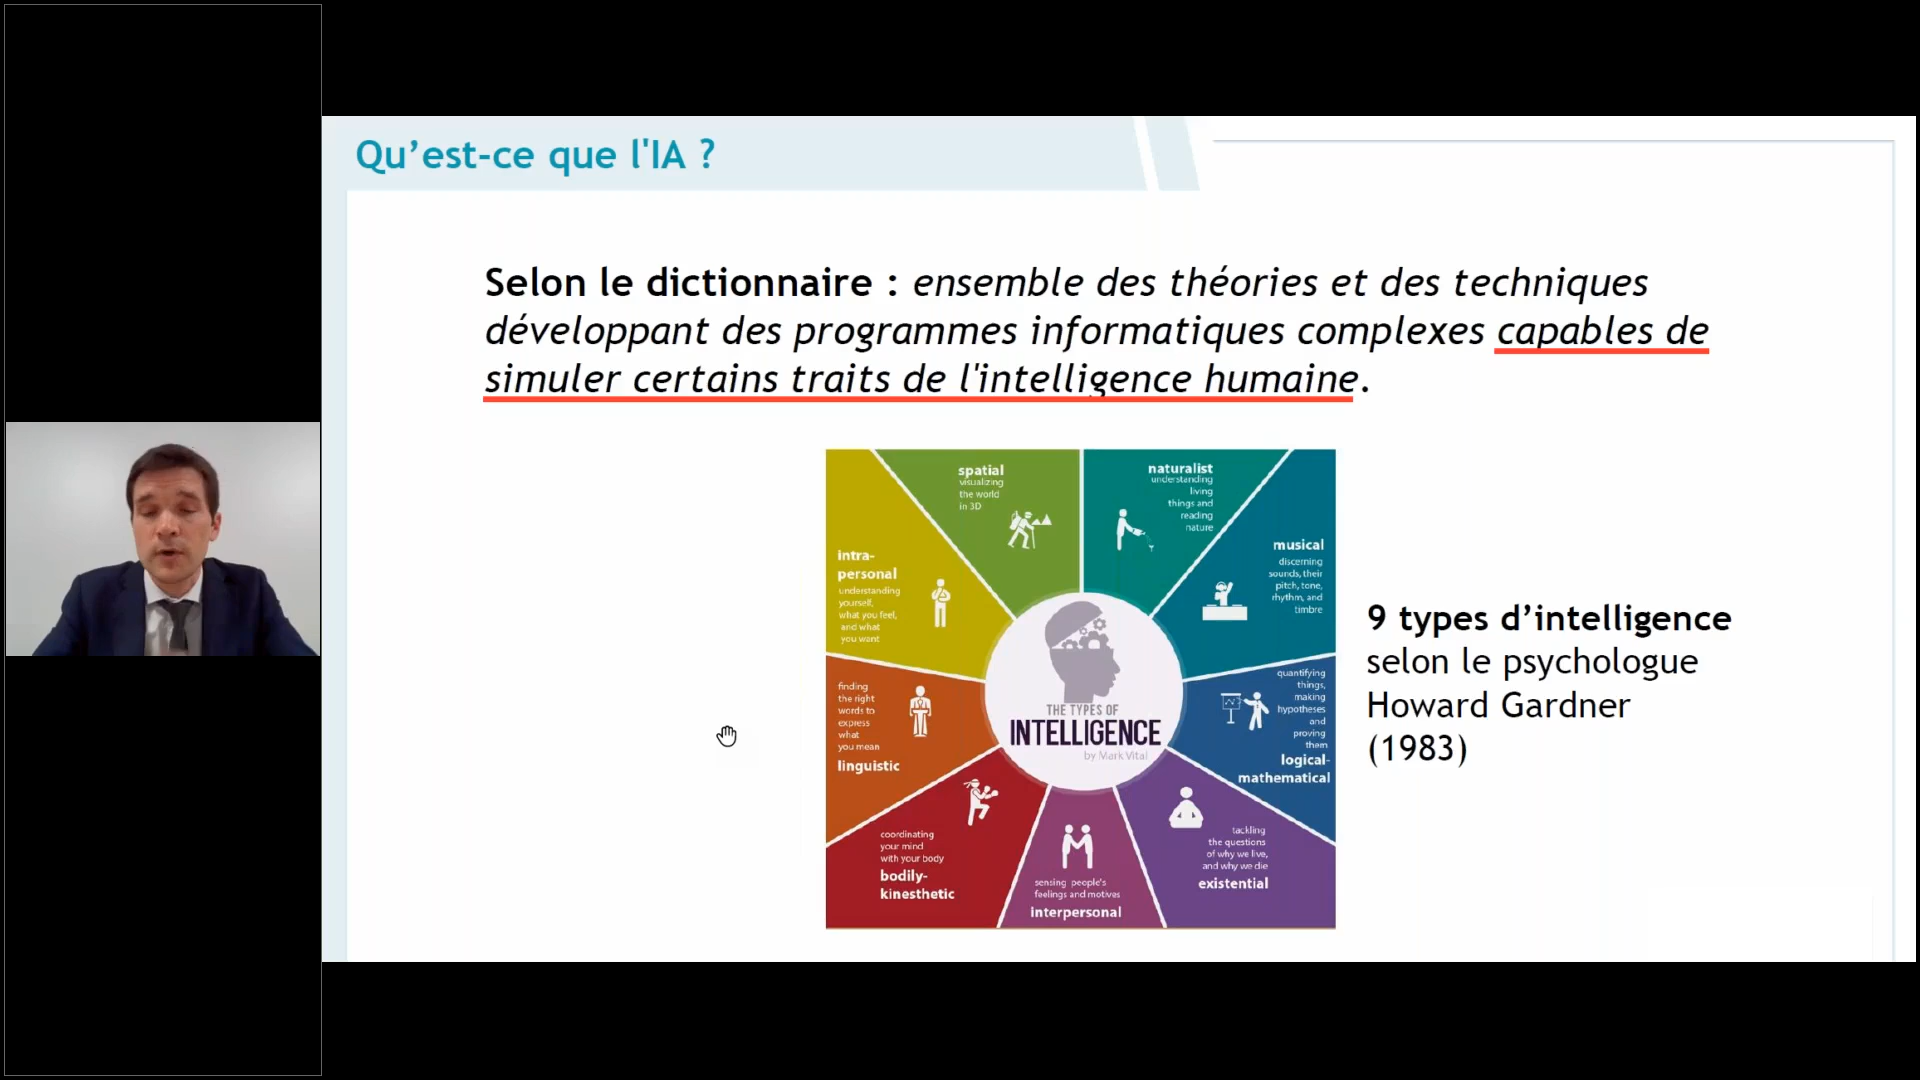 Qu’est-ce que l'IA ?
Selon le dictionnaire : ensemble des théories et des techniques
développant des programmes informatiques complexes capables de
simuler certains traits de l'intelligence humaine.
spatial
visualizing
the world
in 3D
naturalist
understanding
living
things and
reading
nature
musical
discerning
sounds, their
pitch, tone,
rhythm, and
timbre
intra-
personal
understanding
yourself,
what you feel,
and what
you want
finding
the right
words to
express
what
you mean
linguistic
THE TYPES OF
INTELLIGENCE
by Mark Vital
quantifying
things,
making
hypotheses
and
proving
them
logical-
mathematical
coordinating
your mind
with your body
bodily-
kinesthetic
sensing people's
feelings and motives
interpersonal
tackling
the questions
of why we live,
and why we die
existential
9 types d’intelligence
selon le psychologue
Howard Gardner
(1983)